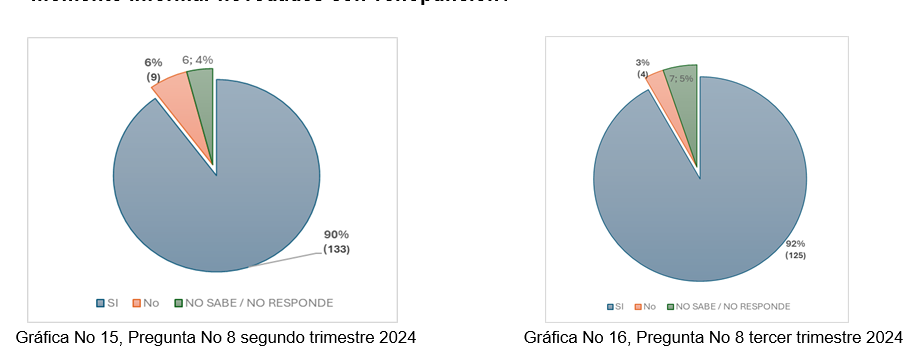 6%
(9)
6; 4%
90%
(133)
SI No NO SABE / NO RESPONDE
Gráfica No 15, Pregunta No 8 segundo trimestre 2024
3%
(4)
7; 5%
92%
(125)
SI No NO SABE / NO RESPONDE
Gráfica No 16, Pregunta No 8 tercer trimestre 2024